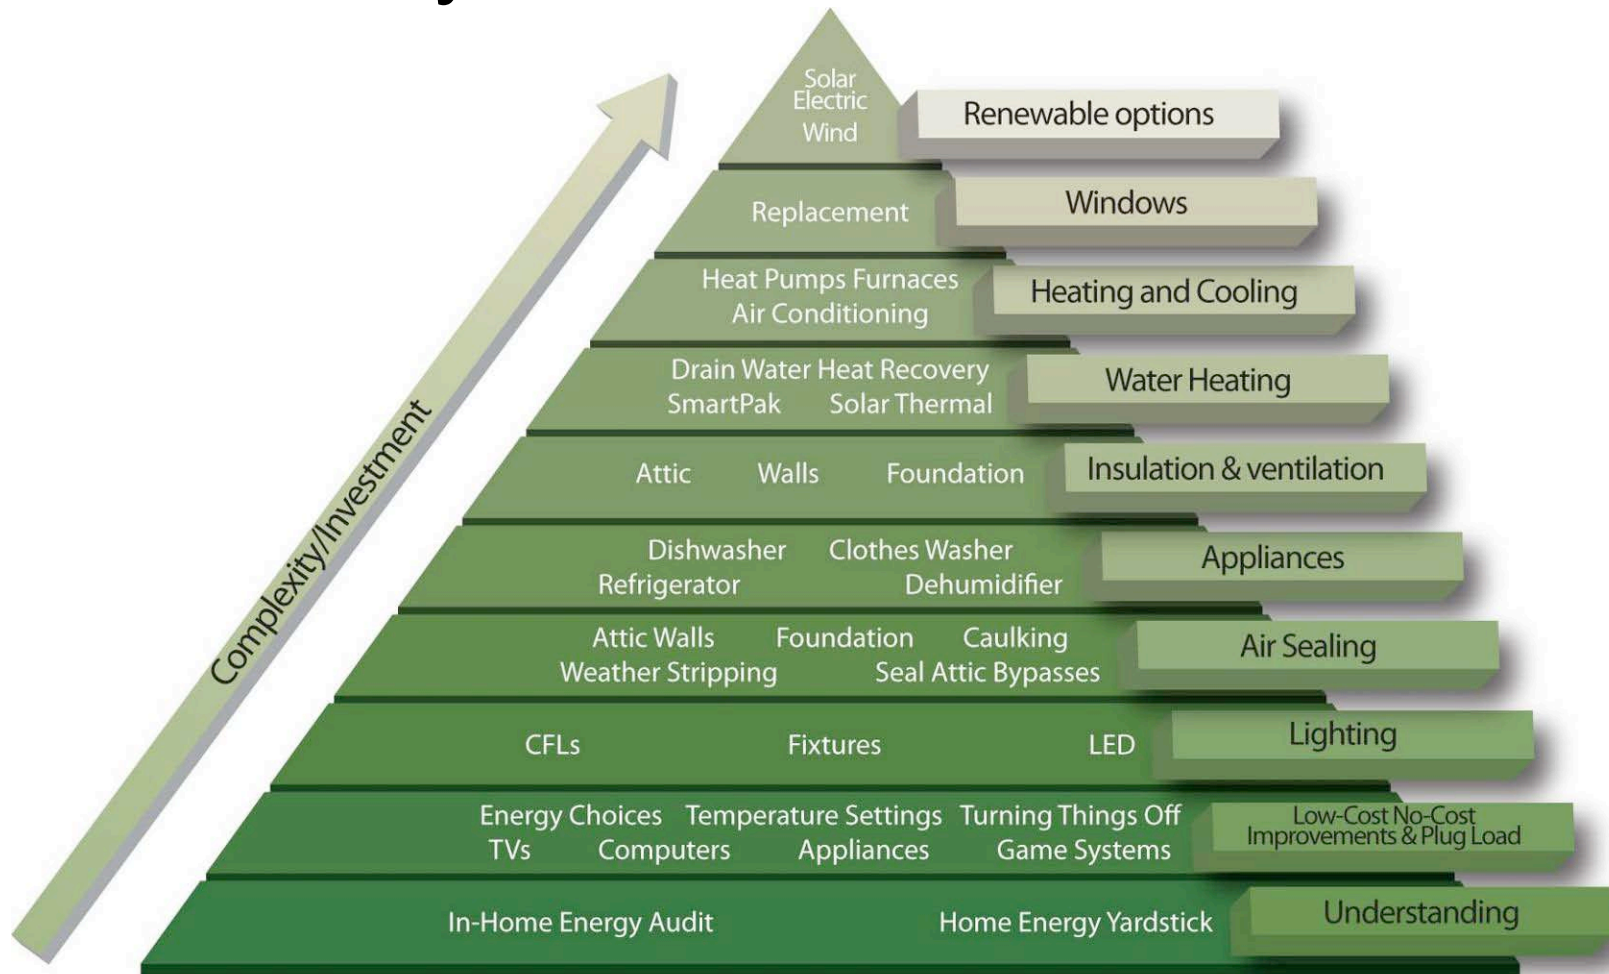 Solar
Electric
Wind
Renewable options
Replacement
Windows
Heat Pumps Furnaces
Air Conditioning
Heating and Cooling
Drain Water Heat Recovery
SmartPak Solar Thermal
Water Heating
Attic Walls Foundation
Insulation & ventilation
Dishwasher Clothes Washer
Refrigerator Dehumidifier
Appliances
Attic Walls Foundation Caulking
Weather Stripping Seal Attic Bypasses
Air Sealing
CFLs Fixtures LED
Lighting
Energy Choices Temperature Settings Turning Things Off
TVs Computers Appliances Game Systems
Low-Cost No-Cost
Improvements & Plug Load
In-Home Energy Audit Home Energy Yardstick
Understanding
Complexity/Investment